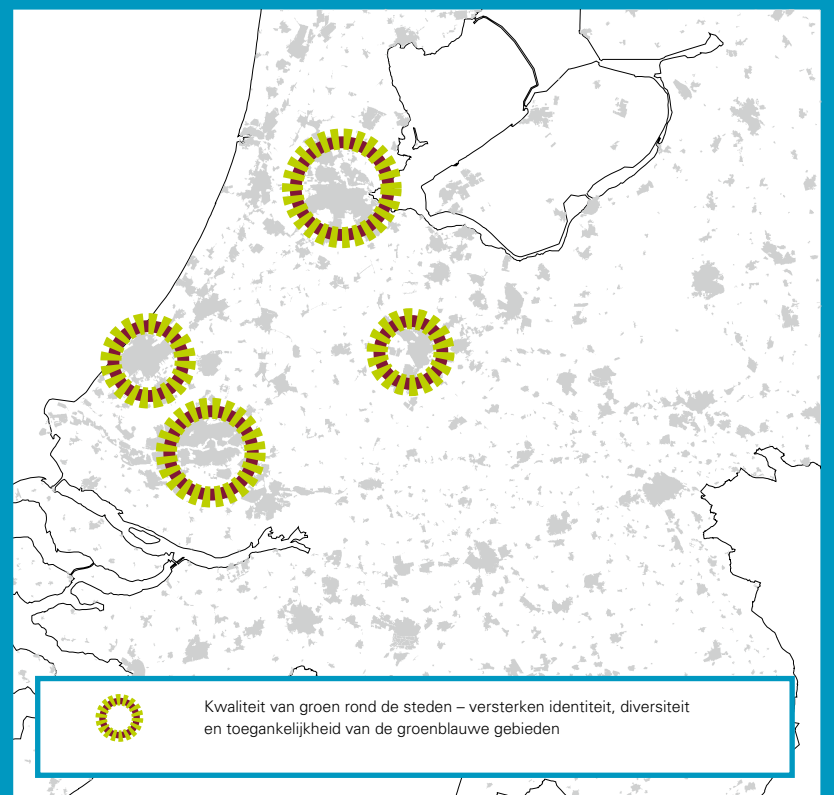 Kwaliteit van groen rond de steden – versterken identiteit, diversiteit
en toegankelijkheid van de groenblauwe gebieden